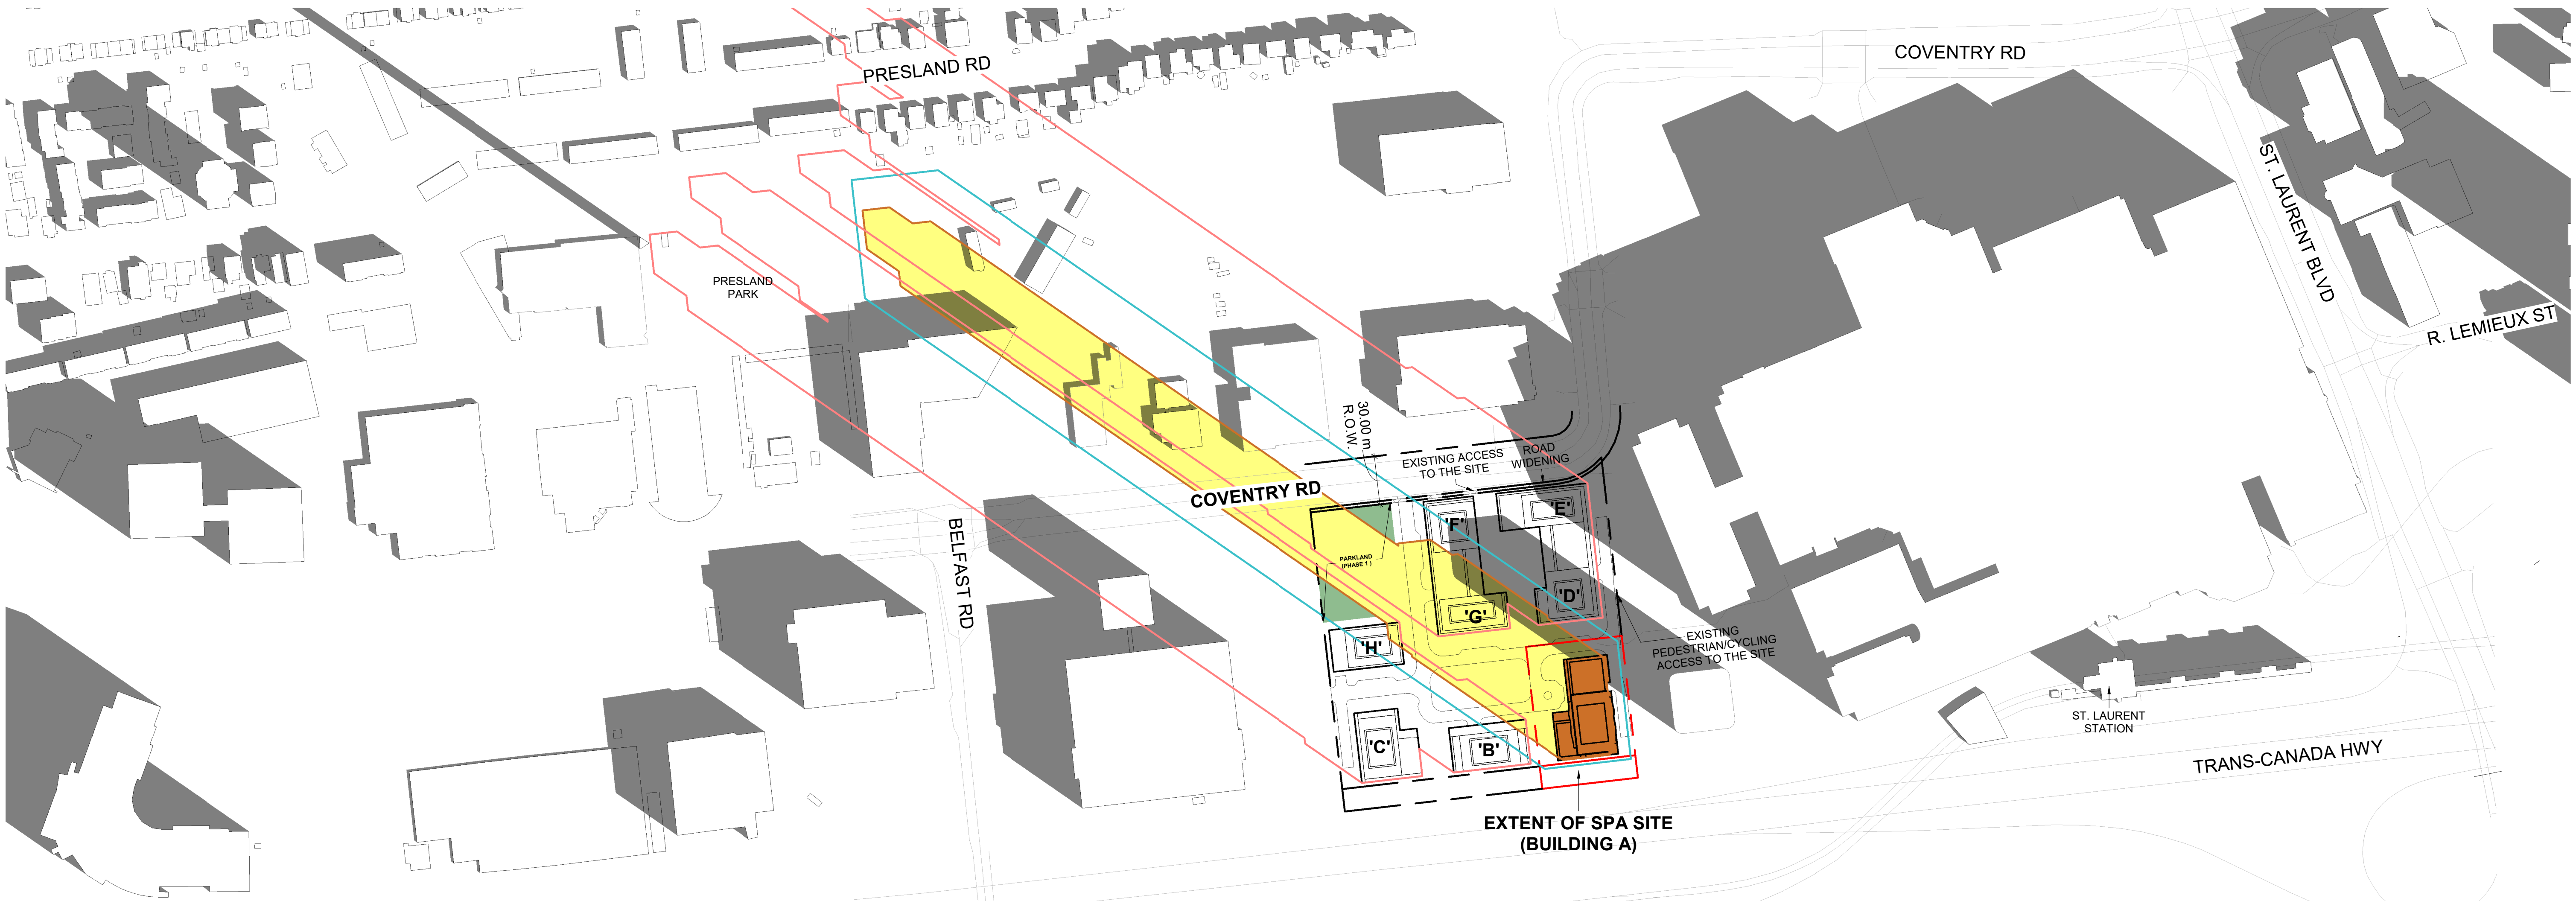 COVENTRY RD
PRESLAND RD
ST. LAURENT BLVD
PRESLAND
PARK
R. LEMIEUX ST
30.00 m
R.O.W.
EXISTING ACCESS
TO THE SITE
ROAD
WIDENING
COVENTRY RD
BELFAST RD
'F'
'E'
PARKLAND
(PHASE 1 )
'D'
'G'
'H'
EXISTING
PEDESTRIAN/CYCLING
ACCESS TO THE SITE
ST. LAURENT
STATION
'C'
'B'
TRANS-CANADA HWY
EXTENT OF SPA SITE
(BUILDING A)